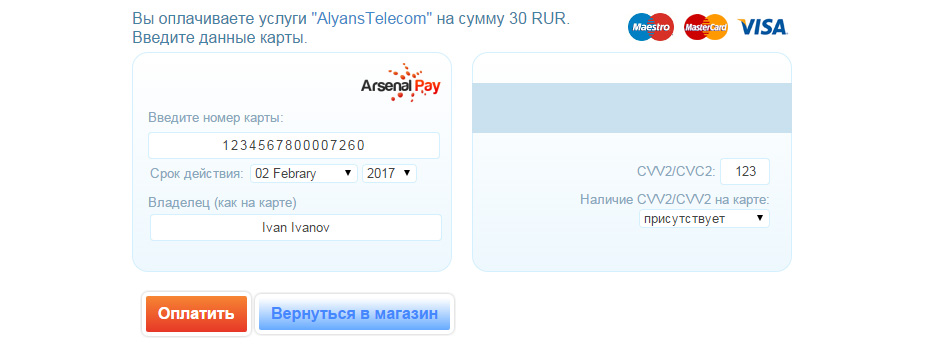 Вы оплачиваете услуги "AlyansTelecom" на сумму 30 RUR.
Введите данные карты.
Maestro MasterCard VISA
Arsenal Pay
Введите номер карты:
1234567800007260
Срок действия: 02 Febrary 2017
Владелец (как на карте)
Ivan Ivanov
CVV2/CVC2: 123
Наличие CVV2/CVV2 на карте:
присутствует
Оплатить Вернуться в магазин